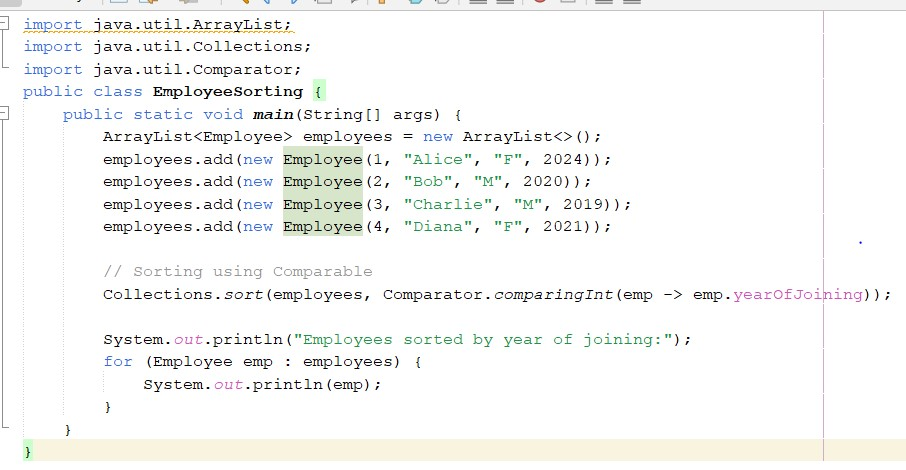 import java.util.ArrayList;
import java.util.Collections;
import java.util.Comparator;
public class EmployeeSorting {
    public static void main(String[] args) {
        ArrayList<Employee> employees = new ArrayList<>();
        employees.add(new Employee(1, "Alice", "F", 2024));
        employees.add(new Employee(2, "Bob", "M", 2020));
        employees.add(new Employee(3, "Charlie", "M", 2019));
        employees.add(new Employee(4, "Diana", "F", 2021));

        // Sorting using Comparable
        Collections.sort(employees, Comparator.comparingInt(emp -> emp.yearOfJoining));

        System.out.println("Employees sorted by year of joining:");
        for (Employee emp : employees) {
            System.out.println(emp);
        }
    }
}